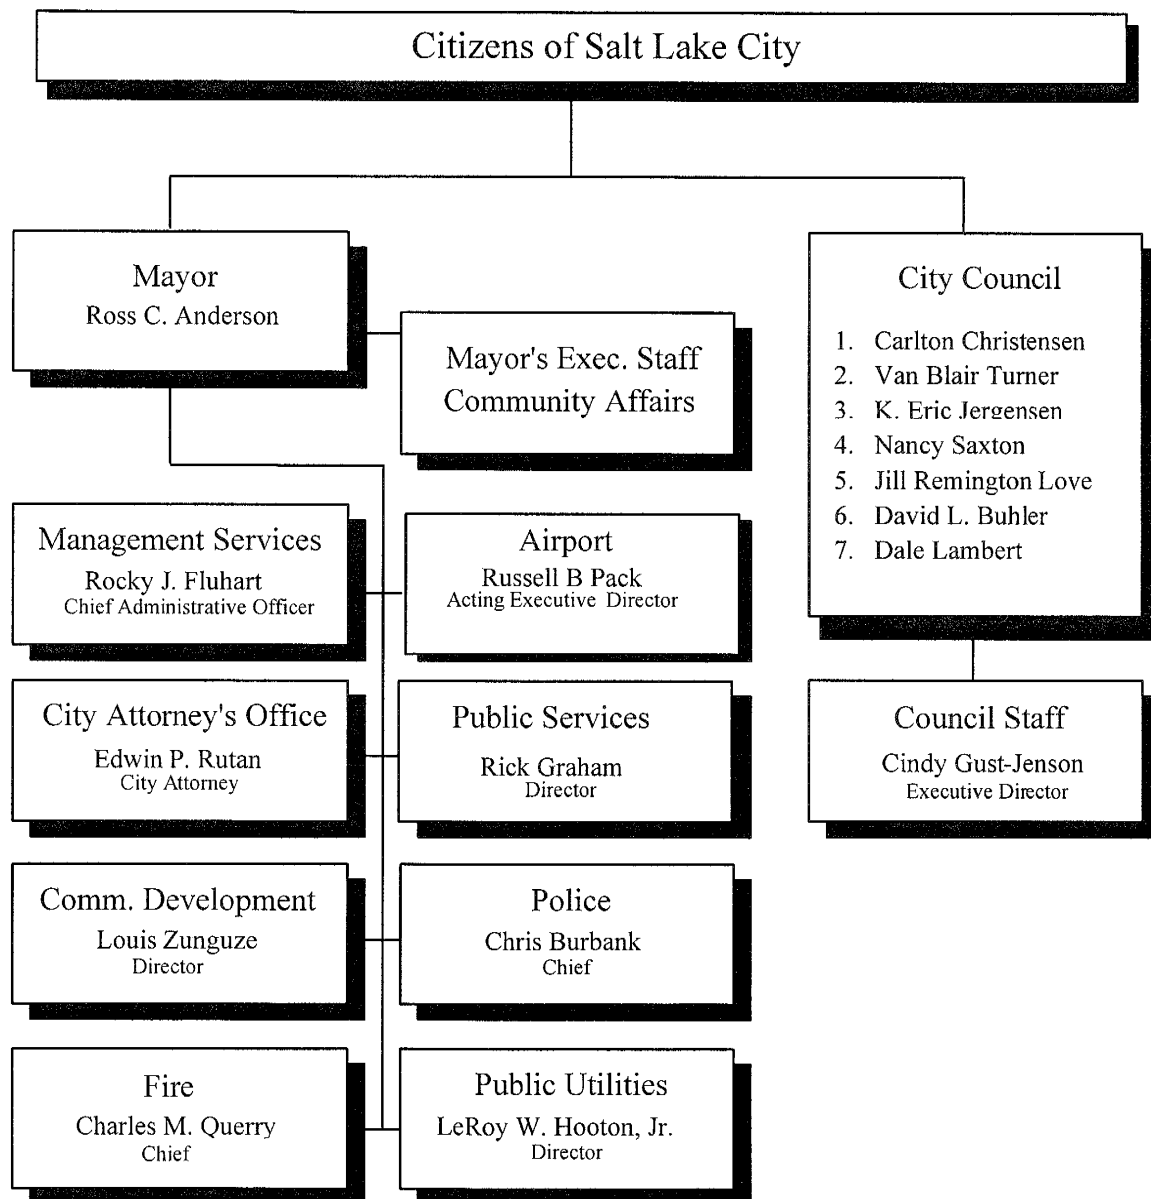 Citizens of Salt Lake City
Mayor
Ross C. Anderson
Mayor's Exec. Staff
Community Affairs
City Council
1. Carlton Christensen
2. Van Blair Turner
3. K. Eric Jergensen
4. Nancy Saxton
5. Jill Remington Love
6. David L. Buhler
7. Dale Lambert
Management Services
Rocky J. Fluhart
Chief Administrative Officer
Airport
Russell B Pack
Acting Executive Director
City Attorney's Office
Edwin P. Rutan
City Attorney
Public Services
Rick Graham
Director
Council Staff
Cindy Gust-Jenson
Executive Director
Comm. Development
Louis Zunguze
Director
Police
Chris Burbank
Chief
Fire
Charles M. Querry
Chief
Public Utilities
LeRoy W. Hooton, Jr.
Director